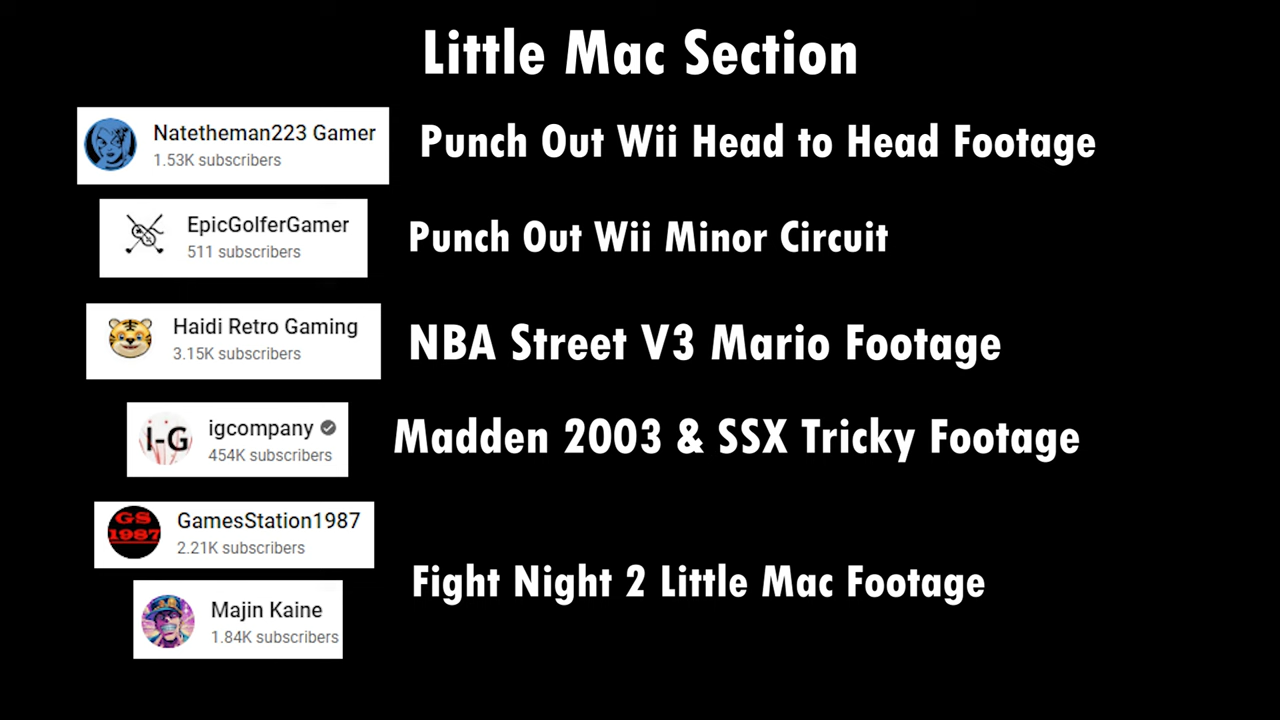 Little Mac Section
Natetheman223 Gamer
1.53K subscribers
Punch Out Wii Head to Head Footage
EpicGolferGamer
511 subscribers
Punch Out Wii Minor Circuit
Haidi Retro Gaming
3.15K subscribers
NBA Street V3 Mario Footage
I-G
igcompany
454K subscribers
Madden 2003 & SSX Tricky Footage
GS
1987
GamesStation1987
2.21K subscribers
Majin Kaine
1.84K subscribers
Fight Night 2 Little Mac Footage